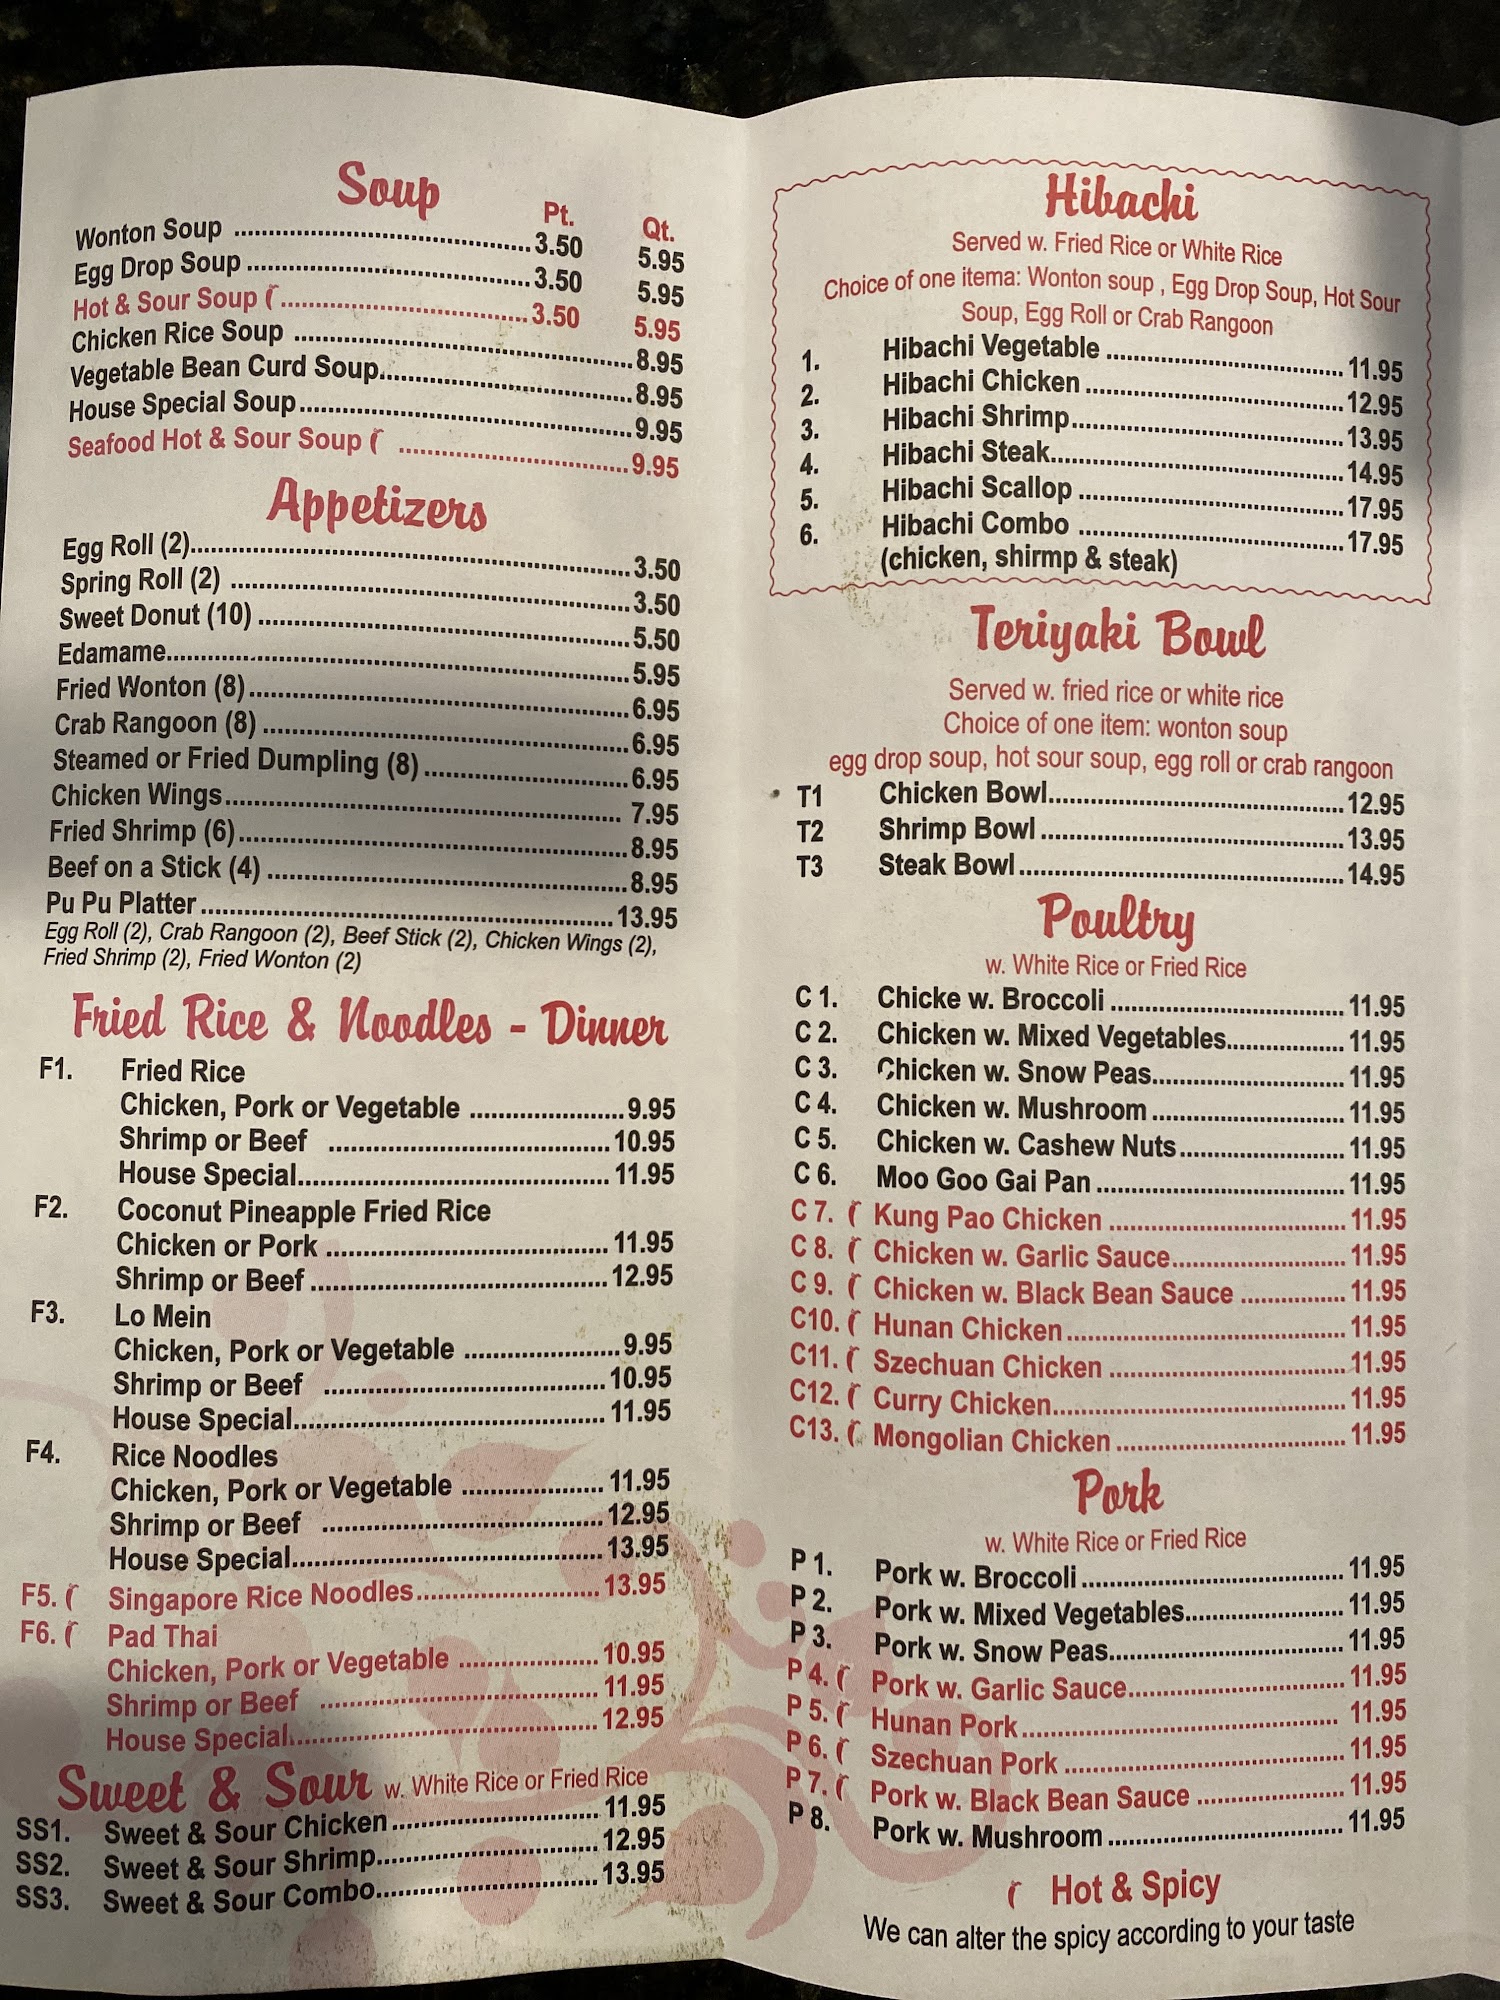 Soup
Pt. Qt.
Wonton Soup 3.50 5.95
Egg Drop Soup 3.50 5.95
Hot & Sour Soup 3.50 5.95
Chicken Rice Soup 8.95
Vegetable Bean Curd Soup 8.95
House Special Soup 9.95
Seafood Hot & Sour Soup 9.95
Appetizers
Egg Roll (2) 3.50
Spring Roll (2) 3.50
Sweet Donut (10) 5.50
Edamame 5.95
Fried Wonton (8) 6.95
Crab Rangoon (8) 6.95
Steamed or Fried Dumpling (8) 6.95
Chicken Wings 7.95
Fried Shrimp (6) 8.95
Beef on a Stick (4) 8.95
Pu Pu Platter 13.95
Egg Roll (2), Crab Rangoon (2), Beef Stick (2), Chicken Wings (2),
Fried Shrimp (2), Fried Wonton (2)
Fried Rice & Noodles - Dinner
F1. Fried Rice
Chicken, Pork or Vegetable 9.95
Shrimp or Beef 10.95
House Special 11.95
F2. Coconut Pineapple Fried Rice
Chicken or Pork 11.95
Shrimp or Beef 12.95
F3. Lo Mein
Chicken, Pork or Vegetable 9.95
Shrimp or Beef 10.95
House Special 11.95
F4. Rice Noodles
Chicken, Pork or Vegetable 11.95
Shrimp or Beef 12.95
House Special 13.95
F5. Singapore Rice Noodles 13.95
F6. Pad Thai
Chicken, Pork or Vegetable 10.95
Shrimp or Beef 11.95
House Special 12.95
Sweet & Sour w. White Rice or Fried Rice
SS1. Sweet & Sour Chicken 11.95
SS2. Sweet & Sour Shrimp 12.95
SS3. Sweet & Sour Combo 13.95
Hibachi
Served w. Fried Rice or White Rice
Choice of one itema: Wonton soup , Egg Drop Soup, Hot Sour
Soup, Egg Roll or Crab Rangoon
1. Hibachi Vegetable 11.95
2. Hibachi Chicken 12.95
3. Hibachi Shrimp 13.95
4. Hibachi Steak 14.95
5. Hibachi Scallop 17.95
6. Hibachi Combo 17.95
(chicken, shirmp & steak)
Teriyaki Bowl
Served w. fried rice or white rice
Choice of one item: wonton soup
egg drop soup, hot sour soup, egg roll or crab rangoon
T1 Chicken Bowl 12.95
T2 Shrimp Bowl 13.95
T3 Steak Bowl 14.95
Poultry
w. White Rice or Fried Rice
C 1. Chicke w. Broccoli 11.95
C 2. Chicken w. Mixed Vegetables 11.95
C 3. Chicken w. Snow Peas 11.95
C 4. Chicken w. Mushroom 11.95
C 5. Chicken w. Cashew Nuts 11.95
C 6. Moo Goo Gai Pan 11.95
C 7. Kung Pao Chicken 11.95
C 8. Chicken w. Garlic Sauce 11.95
C 9. Chicken w. Black Bean Sauce 11.95
C10. Hunan Chicken 11.95
C11. Szechuan Chicken 11.95
C12. Curry Chicken 11.95
C13. Mongolian Chicken 11.95
Pork
w. White Rice or Fried Rice
P 1. Pork w. Broccoli 11.95
P 2. Pork w. Mixed Vegetables 11.95
P 3. Pork w. Snow Peas 11.95
P 4. Pork w. Garlic Sauce 11.95
P 5. Hunan Pork 11.95
P 6. Szechuan Pork 11.95
P 7. Pork w. Black Bean Sauce 11.95
P 8. Pork w. Mushroom 11.95
Hot & Spicy
We can alter the spicy according to your taste